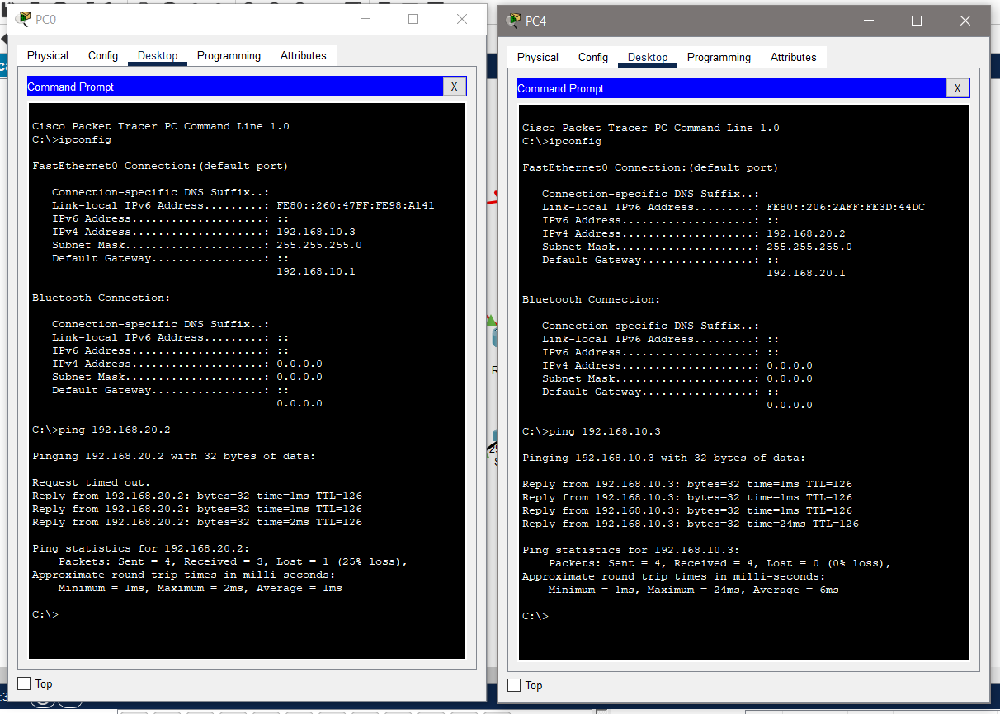 PC0
Physical Config Desktop Programming Attributes
Command Prompt X
Cisco Packet Tracer PC Command Line 1.0
C:\>ipconfig
FastEthernet0 Connection:(default port)
Connection-specific DNS Suffix..:
Link-local IPv6 Address.........: FE80::260:47FF:FE98:A141
IPv6 Address....................: ::
IPv4 Address....................: 192.168.10.3
Subnet Mask.....................: 255.255.255.0
Default Gateway.................: ::
192.168.10.1
Bluetooth Connection:
Connection-specific DNS Suffix..:
Link-local IPv6 Address.........: ::
IPv6 Address....................: ::
IPv4 Address....................: 0.0.0.0
Subnet Mask.....................: 0.0.0.0
Default Gateway.................: ::
0.0.0.0
C:\>ping 192.168.20.2
Pinging 192.168.20.2 with 32 bytes of data:
Request timed out.
Reply from 192.168.20.2: bytes=32 time=1ms TTL=126
Reply from 192.168.20.2: bytes=32 time=1ms TTL=126
Reply from 192.168.20.2: bytes=32 time=2ms TTL=126
Ping statistics for 192.168.20.2:
Packets: Sent = 4, Received = 3, Lost = 1 (25% loss),
Approximate round trip times in milli-seconds:
Minimum = 1ms, Maximum = 2ms, Average = 1ms
C:\>
Top
PC4
Physical Config Desktop Programming Attributes
Command Prompt X
Cisco Packet Tracer PC Command Line 1.0
C:\>ipconfig
FastEthernet0 Connection:(default port)
Connection-specific DNS Suffix..:
Link-local IPv6 Address.........: FE80::206:2AFF:FE3D:44DC
IPv6 Address....................: ::
IPv4 Address....................: 192.168.20.2
Subnet Mask.....................: 255.255.255.0
Default Gateway.................: ::
192.168.20.1
Bluetooth Connection:
Connection-specific DNS Suffix..:
Link-local IPv6 Address.........: ::
IPv6 Address....................: ::
IPv4 Address....................: 0.0.0.0
Subnet Mask.....................: 0.0.0.0
Default Gateway.................: ::
0.0.0.0
C:\>ping 192.168.10.3
Pinging 192.168.10.3 with 32 bytes of data:
Reply from 192.168.10.3: bytes=32 time=1ms TTL=126
Reply from 192.168.10.3: bytes=32 time=1ms TTL=126
Reply from 192.168.10.3: bytes=32 time=1ms TTL=126
Reply from 192.168.10.3: bytes=32 time=24ms TTL=126
Ping statistics for 192.168.10.3:
Packets: Sent = 4, Received = 4, Lost = 0 (0% loss),
Approximate round trip times in milli-seconds:
Minimum = 1ms, Maximum = 24ms, Average = 6ms
C:\>
Top